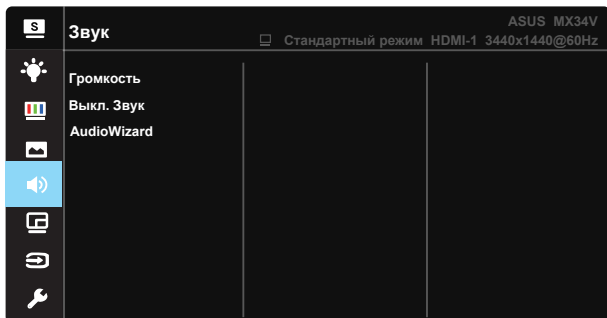 S
Звук
ASUS MX34V
Стандартный режим HDMI-1 3440x1440@60Hz
Громкость
Выкл. Звук
AudioWizard